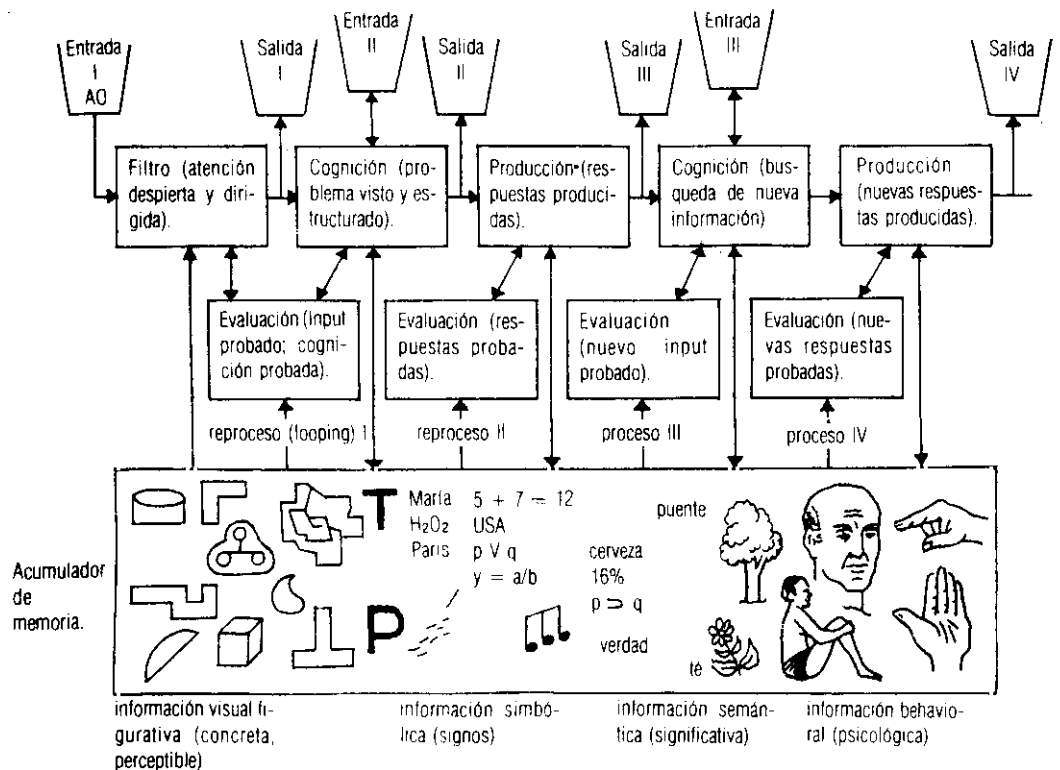 Entrada
I
AO
Salida
I
Entrada
II
Salida
II
Salida
III
Entrada
III
Salida
IV
Filtro (atención
despierta y diri-
gida).
Cognición (pro-
blema visto y es-
tructurado).
Producción (res-
puestas produci-
das).
Cognición (bus-
queda de nueva
información)
Producción
(nuevas respues-
tas producidas).
Evaluación (input
probado; cogni-
ción probada).
Evaluación (res-
puestas proba-
das).
Evaluación
(nuevo input
probado).
Evaluación (nue-
vas respuestas
probadas).
reproceso (looping) I
reproceso II
proceso III
proceso IV
Acumulador
de
memoria.
T
P
María 5 + 7 = 12
H₂O₂ USA
París p V q
y = a/b
cerveza
16%
p ⊃ q
verdad
puente
té
información visual fi-
gurativa (concreta,
perceptible)
información simbó-
lica (signos)
información semán-
tica (significativa)
información behavio-
ral (psicológica)